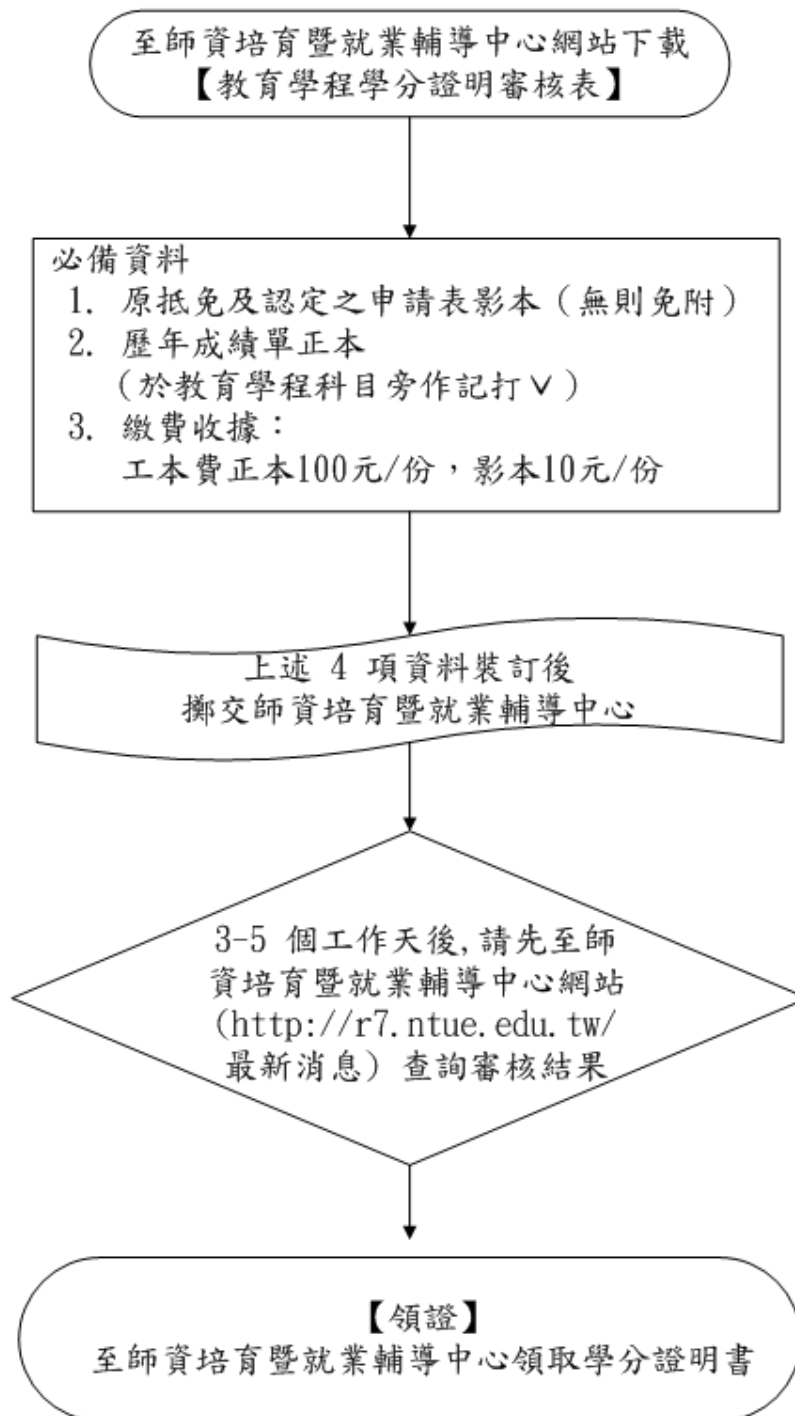 至師資培育暨就業輔導中心網站下載
【教育學程學分證明審核表】
必備資料
1. 原抵免及認定之申請表影本（無則免附）
2. 歷年成績單正本
（於教育學程科目旁作記打∨）
3. 繳費收據：
工本費正本100元/份，影本10元/份
上述 4 項資料裝訂後
擲交師資培育暨就業輔導中心
3-5 個工作天後,請先至師
資培育暨就業輔導中心網站
(http://r7.ntue.edu.tw/
最新消息) 查詢審核結果
【領證】
至師資培育暨就業輔導中心領取學分證明書